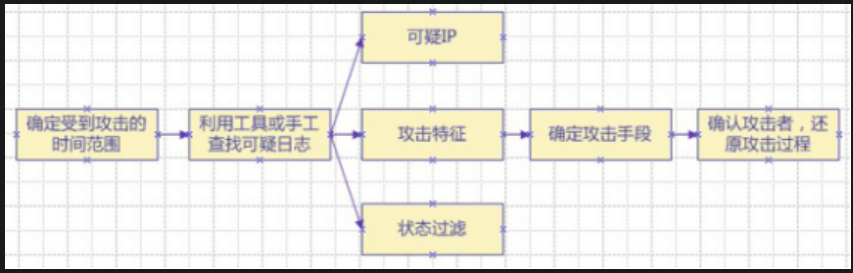 可疑IP
确定受到攻击的
时间范围
利用工具或手工
查找可疑日志
攻击特征
确定攻击手段
确认攻击者，还
原攻击过程
状态过滤